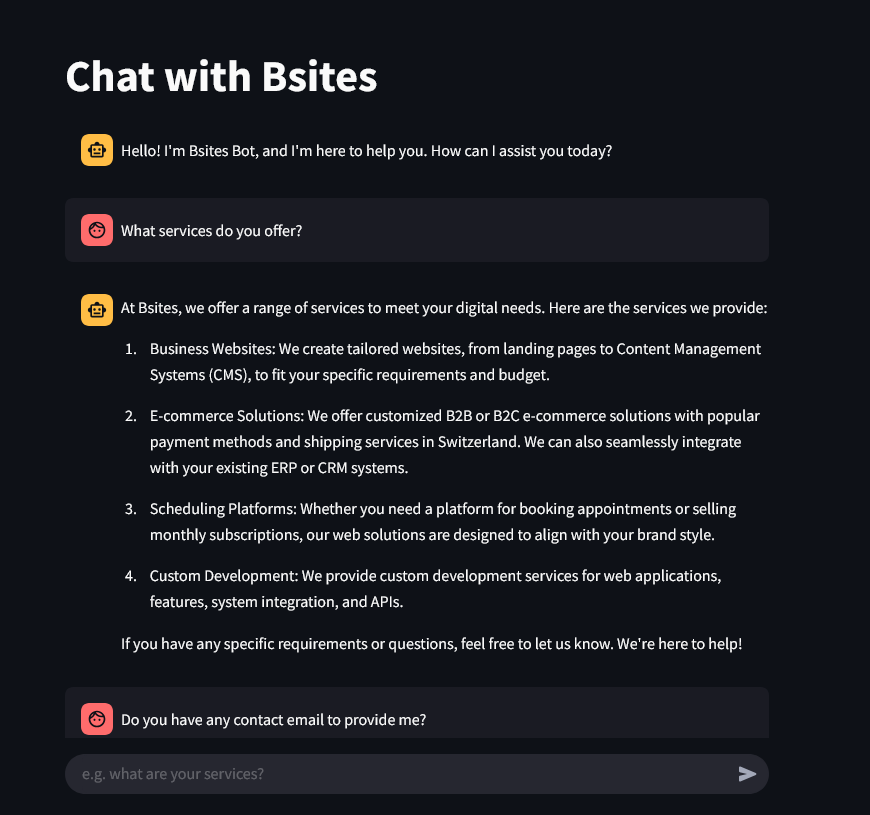 Chat with Bsites
Hello! I'm Bsites Bot, and I'm here to help you. How can I assist you today?
What services do you offer?
At Bsites, we offer a range of services to meet your digital needs. Here are the services we provide:
1. Business Websites: We create tailored websites, from landing pages to Content Management
Systems (CMS), to fit your specific requirements and budget.
2. E-commerce Solutions: We offer customized B2B or B2C e-commerce solutions with popular
payment methods and shipping services in Switzerland. We can also seamlessly integrate
with your existing ERP or CRM systems.
3. Scheduling Platforms: Whether you need a platform for booking appointments or selling
monthly subscriptions, our web solutions are designed to align with your brand style.
4. Custom Development: We provide custom development services for web applications,
features, system integration, and APIs.
If you have any specific requirements or questions, feel free to let us know. We're here to help!
Do you have any contact email to provide me?
e.g. what are your services?